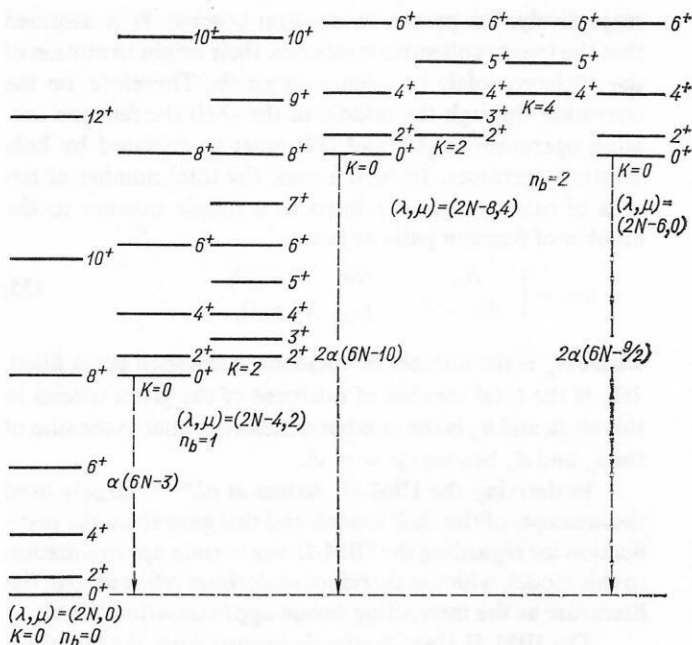 6⁺ 6⁺ 6⁺ 6⁺
10⁺ 10⁺
5⁺ 5⁺
12⁺ 9⁺ 4⁺ 4⁺ 4⁺ 4⁺
3⁺ K=4
2⁺ 2⁺ 2⁺
8⁺ 8⁺ 0⁺ K=2 0⁺
K=0 K=0
n_b=2
7⁺ (λ,μ)=(2N-8,4) (λ,μ)=
(2N-6,0)
10⁺ 6⁺ 6⁺
5⁺
4⁺ 4⁺
3⁺
8⁺ 2⁺ 2⁺ 2α(6N-10) 2α(6N-9/2)
0⁺ K=2
K=0
(λ,μ)=(2N-4,2)
n_b=1
6⁺
α(6N-3)
4⁺
2⁺
0⁺
(λ,μ)=(2N,0)
K=0 n_b=0